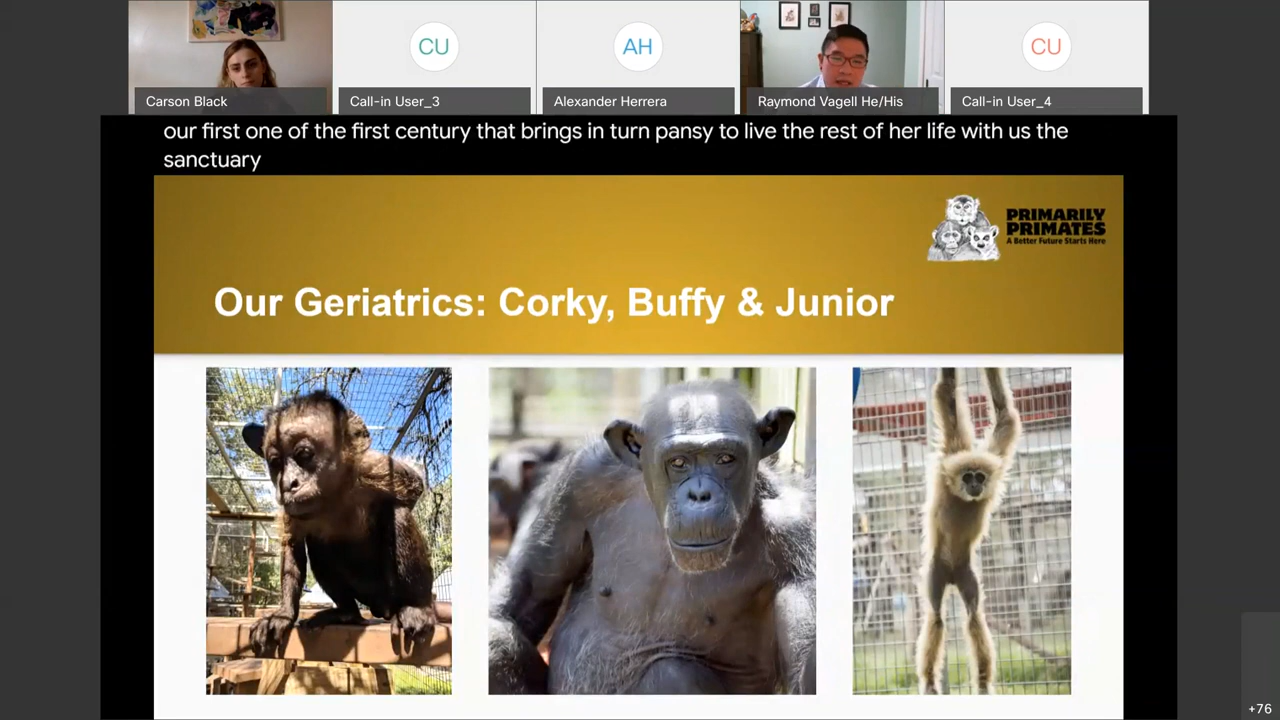 CU
AH
CU
Carson Black
Call-in User_3
Alexander Herrera
Raymond Vagell He/His
Call-in User_4
our first one of the first century that brings in turn pansy to live the rest of her life with us the
sanctuary
PRIMARILY
PRIMATES
A Better Future Starts Here
Our Geriatrics: Corky, Buffy & Junior
+76